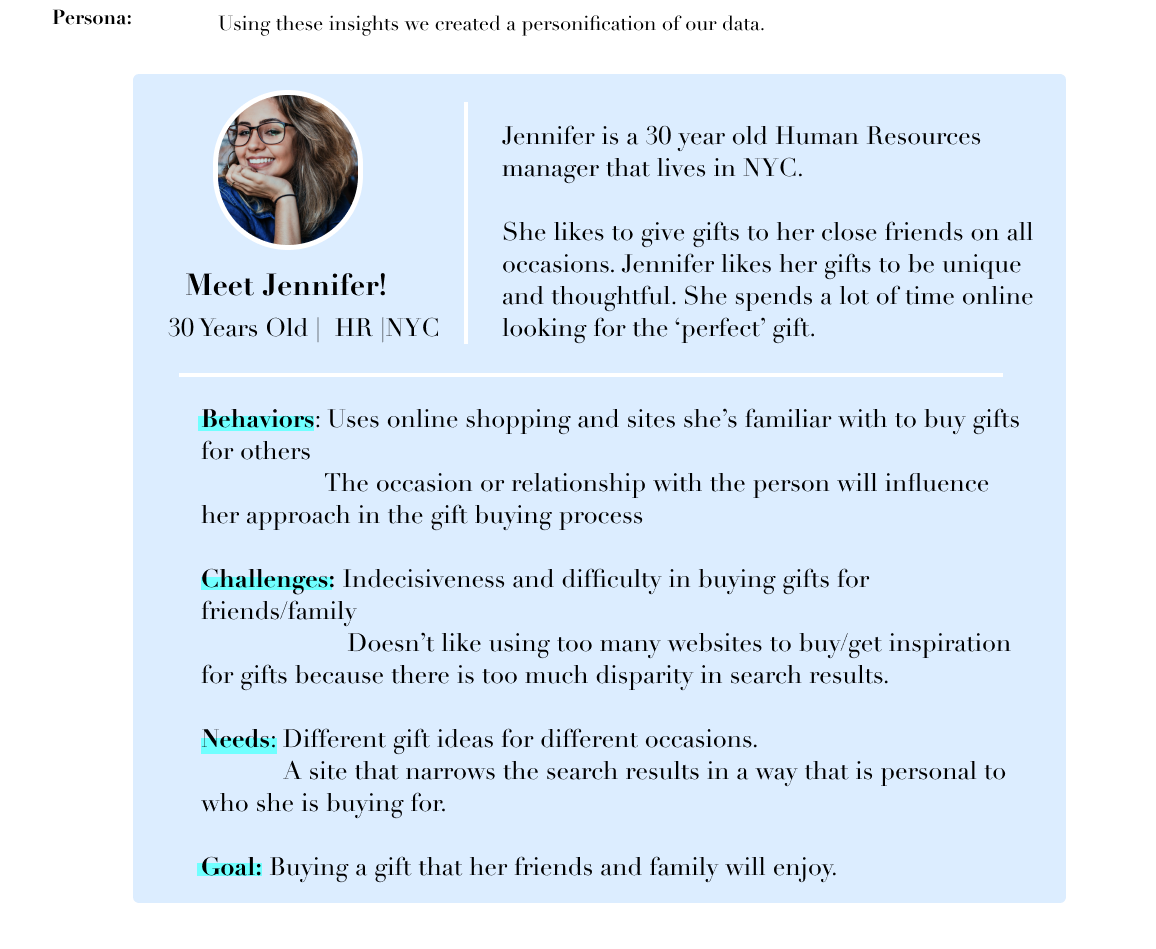 Persona:
Using these insights we created a personification of our data.
Meet Jennifer!
30 Years Old | HR |NYC
Jennifer is a 30 year old Human Resources
manager that lives in NYC.
She likes to give gifts to her close friends on all
occasions. Jennifer likes her gifts to be unique
and thoughtful. She spends a lot of time online
looking for the ‘perfect’ gift.
Behaviors: Uses online shopping and sites she’s familiar with to buy gifts
for others
The occasion or relationship with the person will influence
her approach in the gift buying process
Challenges: Indecisiveness and difficulty in buying gifts for
friends/family
Doesn’t like using too many websites to buy/get inspiration
for gifts because there is too much disparity in search results.
Needs: Different gift ideas for different occasions.
A site that narrows the search results in a way that is personal to
who she is buying for.
Goal: Buying a gift that her friends and family will enjoy.